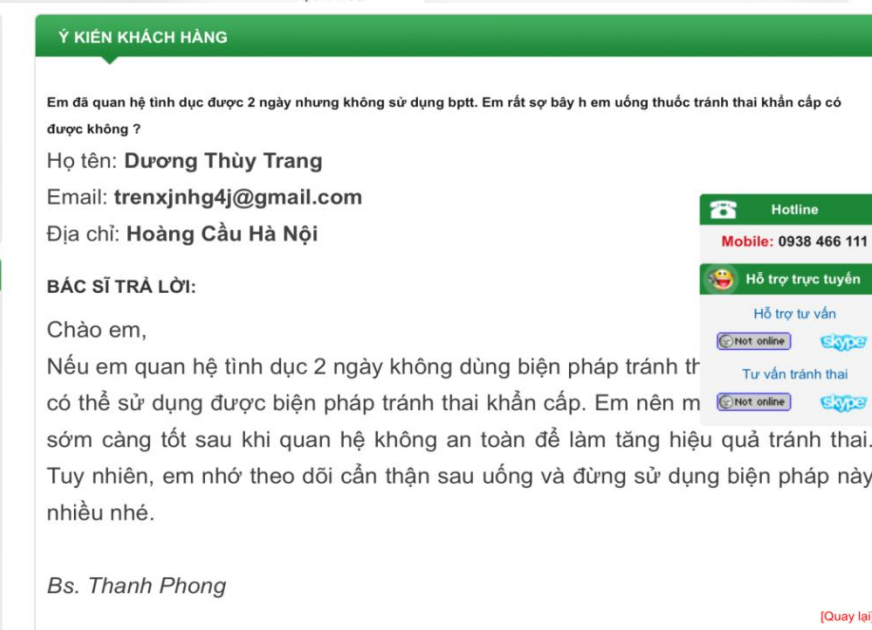 Ý KIẾN KHÁCH HÀNG
Em đã quan hệ tình dục được 2 ngày nhưng không sử dụng bptt. Em rất sợ bây h em uống thuốc tránh thai khẩn cấp có
được không ?
Họ tên: Dương Thùy Trang
Email: trenxjnhg4j@gmail.com
Địa chỉ: Hoàng Cầu Hà Nội
BÁC SĨ TRẢ LỜI:
Chào em,
Nếu em quan hệ tình dục 2 ngày không dùng biện pháp tránh th
có thể sử dụng được biện pháp tránh thai khẩn cấp. Em nên m
sớm càng tốt sau khi quan hệ không an toàn để làm tăng hiệu quả tránh thai.
Tuy nhiên, em nhớ theo dõi cẩn thận sau uống và đừng sử dụng biện pháp này
nhiều nhé.
Bs. Thanh Phong
[Quay lại]
Hotline
Mobile: 0938 466 111
Hỗ trợ trực tuyến
Hỗ trợ tư vấn
Not online
skype
Tư vấn tránh thai
Not online
skype